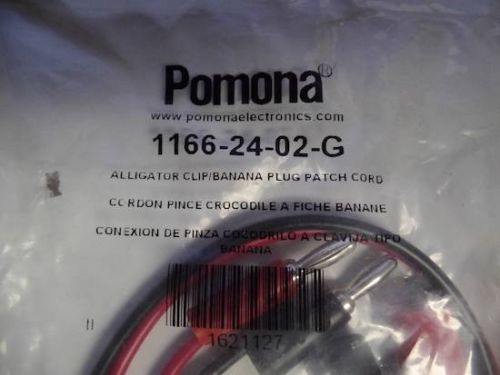 Pomona®
www.pomonaelectronics.com
1166-24-02-G
ALLIGATOR CLIP/BANANA PLUG PATCH CORD
CORDON PINCE CROCODILE A FICHE BANANE
CONEXION DE PINZA COCODRILO A CLAVIJA TIPO
BANANA
1621127